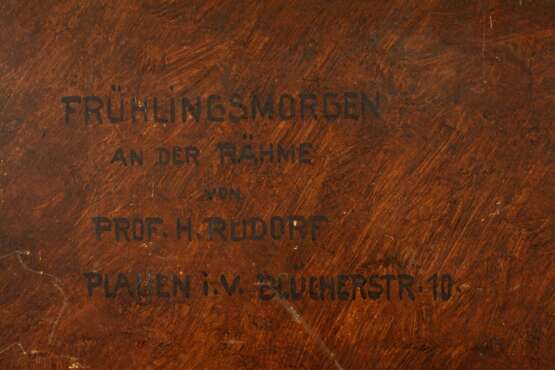 FRÜHLINGSMORGEN
AN DER RÄHME
VON
PROF. H. RUDORF
PLAUEN i.V. BLÜCHERSTR. 10.